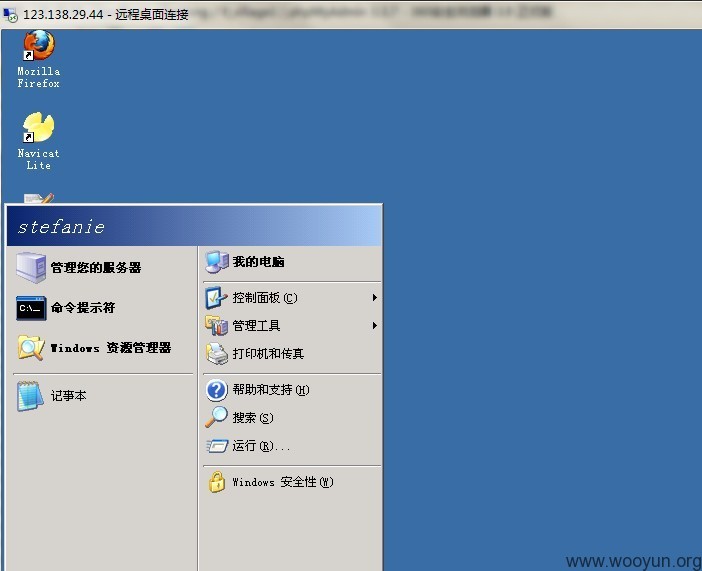 123.138.29.44 - 远程桌面连接
Mozilla
Firefox
Navicat
Lite
stefanie
管理您的服务器
命令提示符
Windows 资源管理器
记事本
我的电脑
控制面板(C)
管理工具
打印机和传真
帮助和支持(H)
搜索(S)
运行(R)...
Windows 安全性(W)
www.wooyun.org